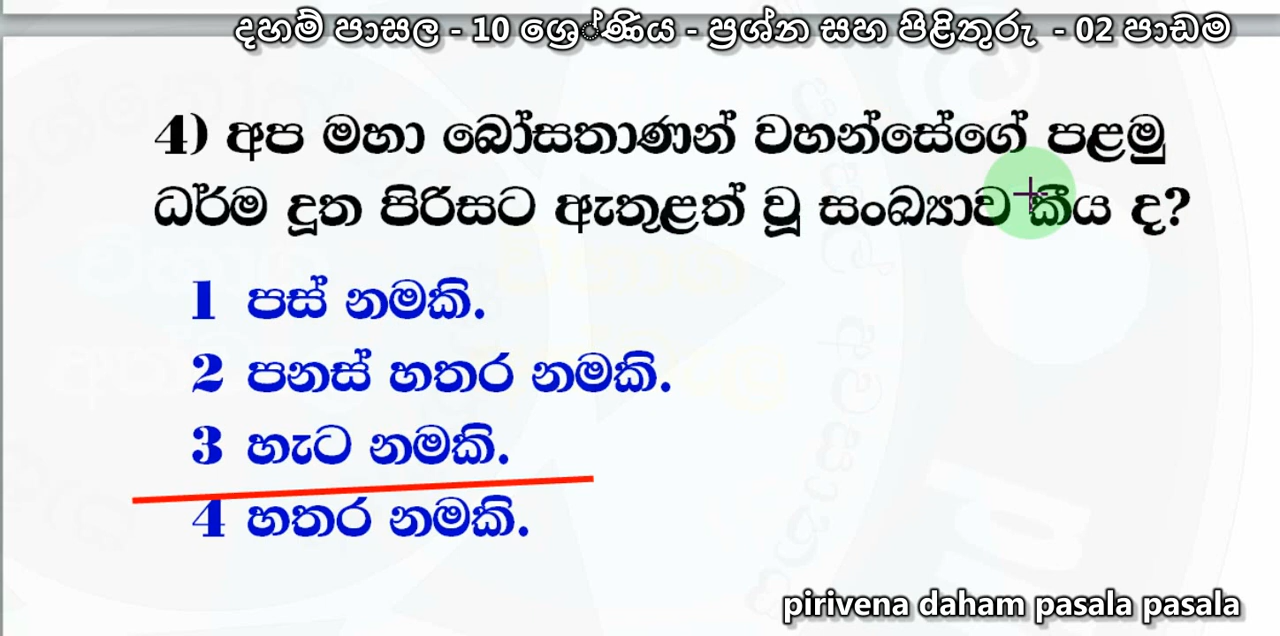 දහම් පාසල - 10 ශ්‍රේ්ණිය - ප්‍රශ්න සහ පිළිතුරු - 02 පාඩම
4) අප මහා බෝසතාණන් වහන්සේගේ පළමු
ධර්ම දූත පිරිසට ඇතුළත් වූ සංඛ්‍යාව කීය ද?
1 පස් නමකි.
2 පනස් හතර නමකි.
3 හැට නමකි.
4 හතර නමකි.
pirivena daham pasala pasala